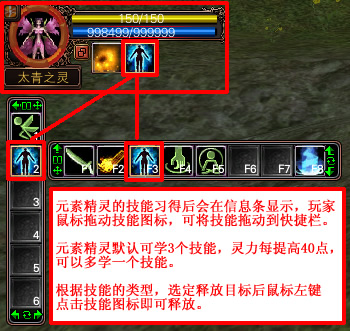 150/150
998499/999999
太青之灵
2
3
4
5
6
F1
F2
F3
F4
F5
F6
F7
F8
元素精灵的技能习得后会在信息条显示，玩家
鼠标拖动技能图标，可将技能拖动到快捷栏。
元素精灵默认可学3个技能，灵力每提高40点，
可以多学一个技能。
根据技能的类型，选定释放目标后鼠标左键
点击技能图标即可释放。